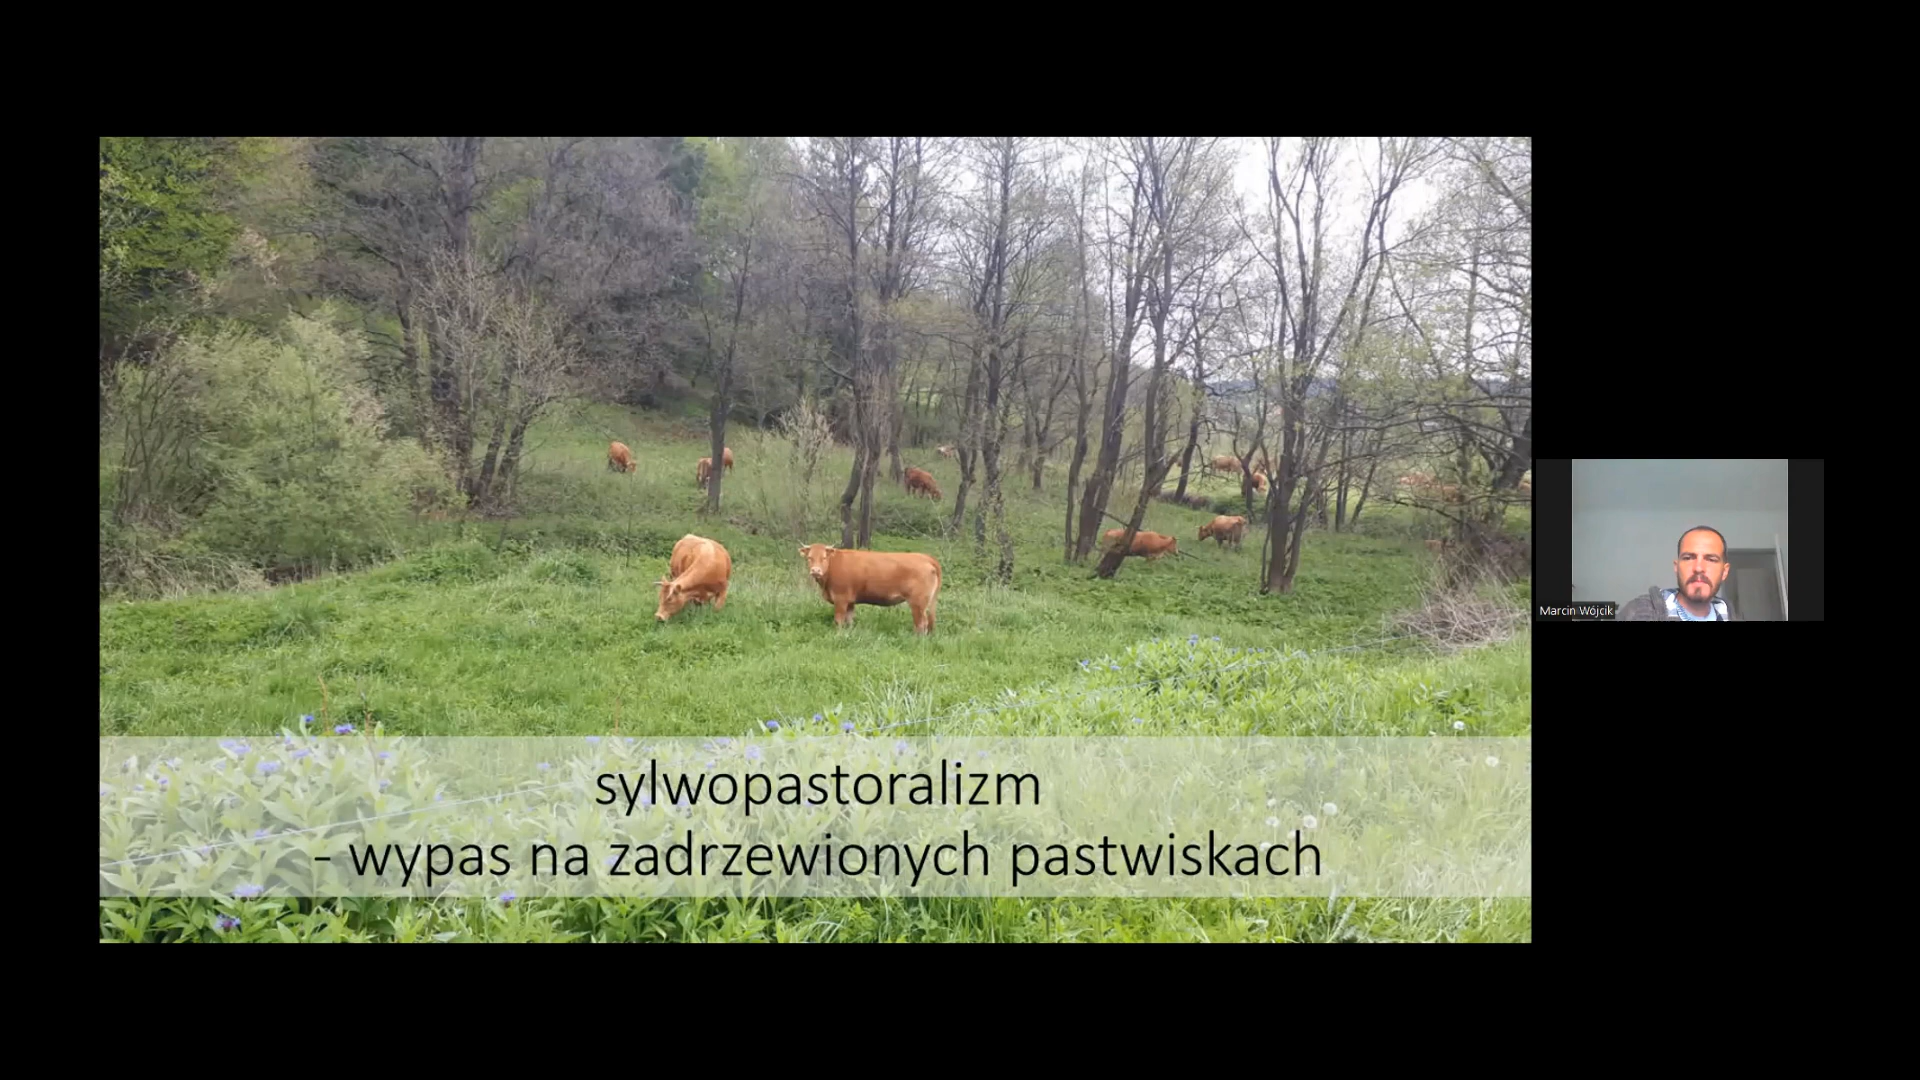 sylwopastoralizm
- wypas na zadrzewionych pastwiskach
Marcin Wójcik